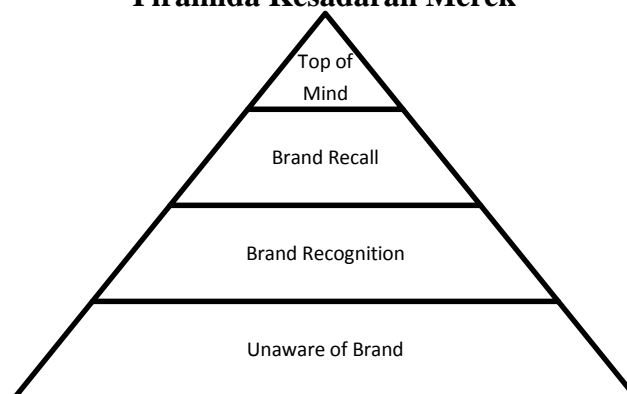 Piramida Kesadaran Merek
Top of
Mind
Brand Recall
Brand Recognition
Unaware of Brand